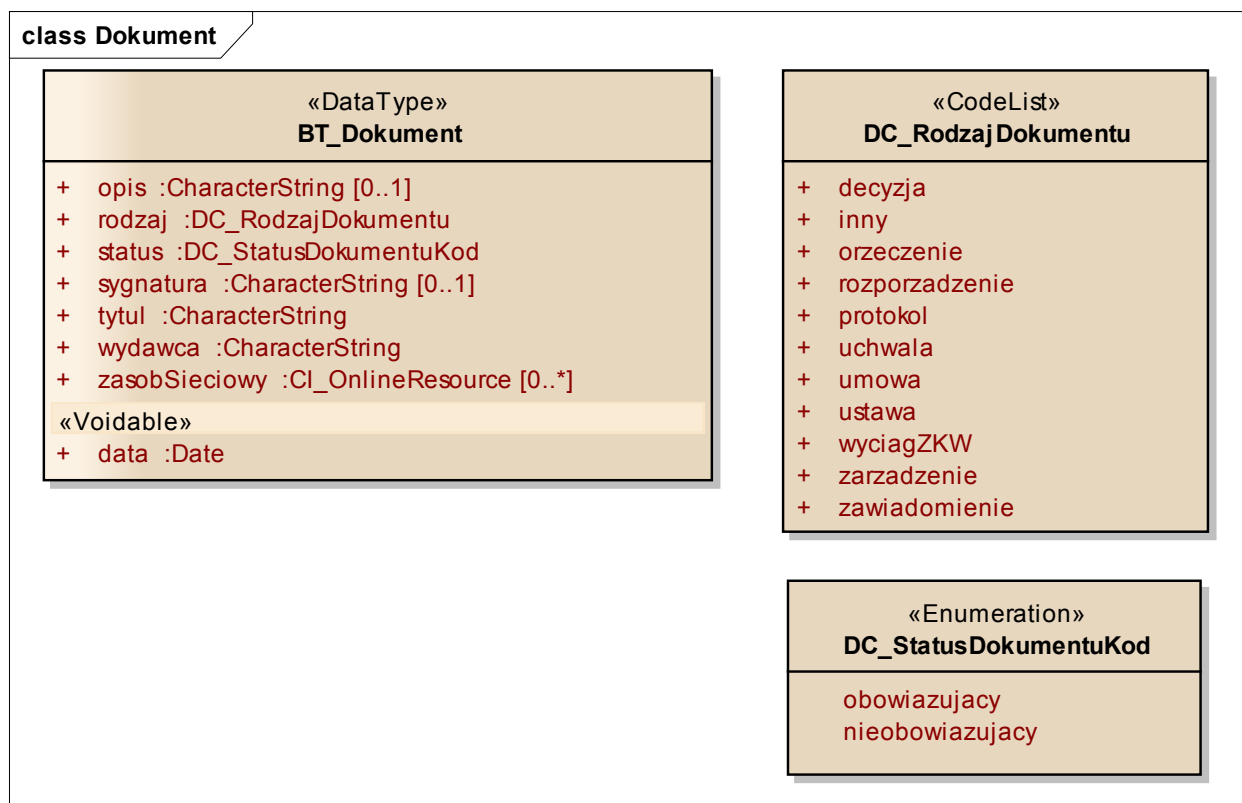 class Dokument
«DataType»
BT_Dokument
+ opis :CharacterString [0..1]
+ rodzaj :DC_RodzajDokumentu
+ status :DC_StatusDokumentuKod
+ sygnatura :CharacterString [0..1]
+ tytul :CharacterString
+ wydawca :CharacterString
+ zasobSieciowy :CI_OnlineResource [0..*]
«Voidable»
+ data :Date
«CodeList»
DC_RodzajDokumentu
+ decyzja
+ inny
+ orzeczenie
+ rozporzadzenie
+ protokol
+ uchwala
+ umowa
+ ustawa
+ wyciagZKW
+ zarzadzenie
+ zawiadomienie
«Enumeration»
DC_StatusDokumentuKod
obowiazujacy
nieobowiazujacy